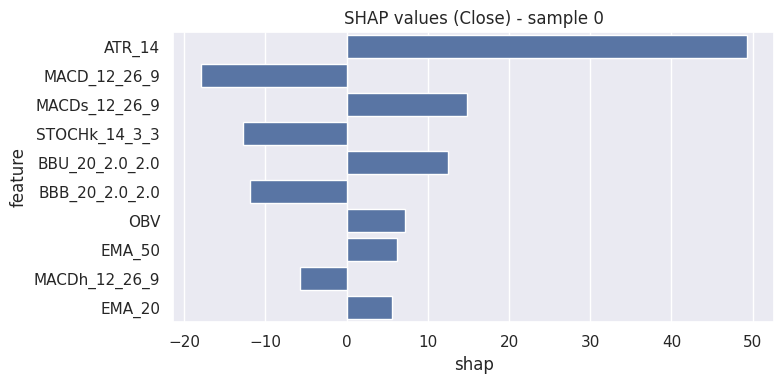 SHAP values (Close) - sample 0
feature
ATR_14
MACD_12_26_9
MACDs_12_26_9
STOCHk_14_3_3
BBU_20_2.0_2.0
BBB_20_2.0_2.0
OBV
EMA_50
MACDh_12_26_9
EMA_20
−20 −10 0 10 20 30 40 50
shap